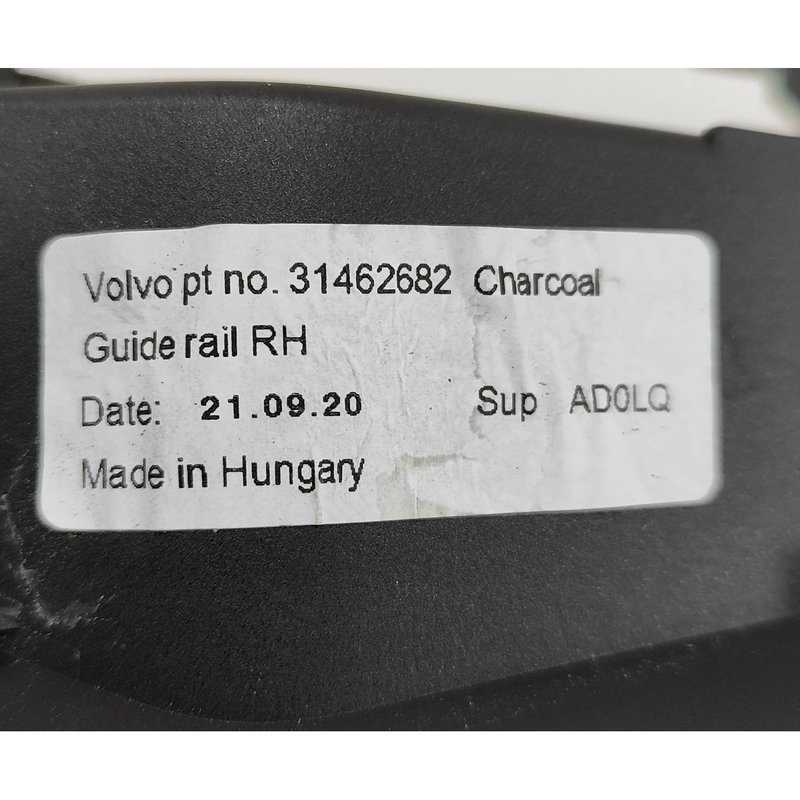 Volvo pt no. 31462682 Charcoal
Guide rail RH
Date: 21.09.20 Sup AD0LQ
Made in Hungary